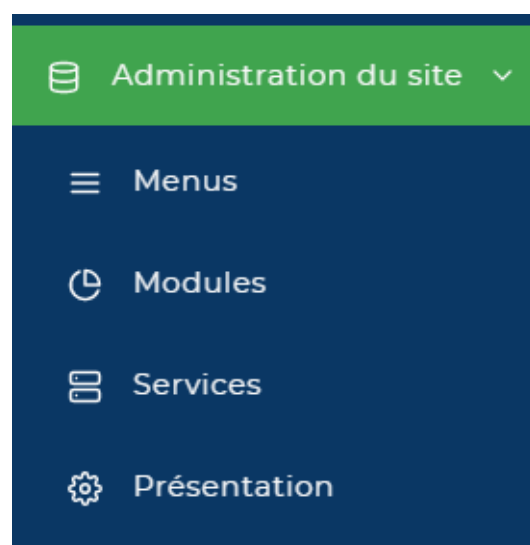 Administration du site
Menus
Modules
Services
Présentation